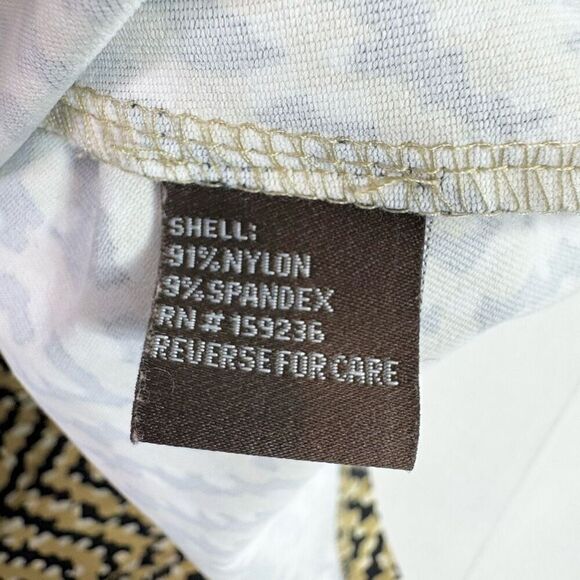 SHELL:
91% NYLON
9% SPANDEX
RN # 159236
REVERSE FOR CARE